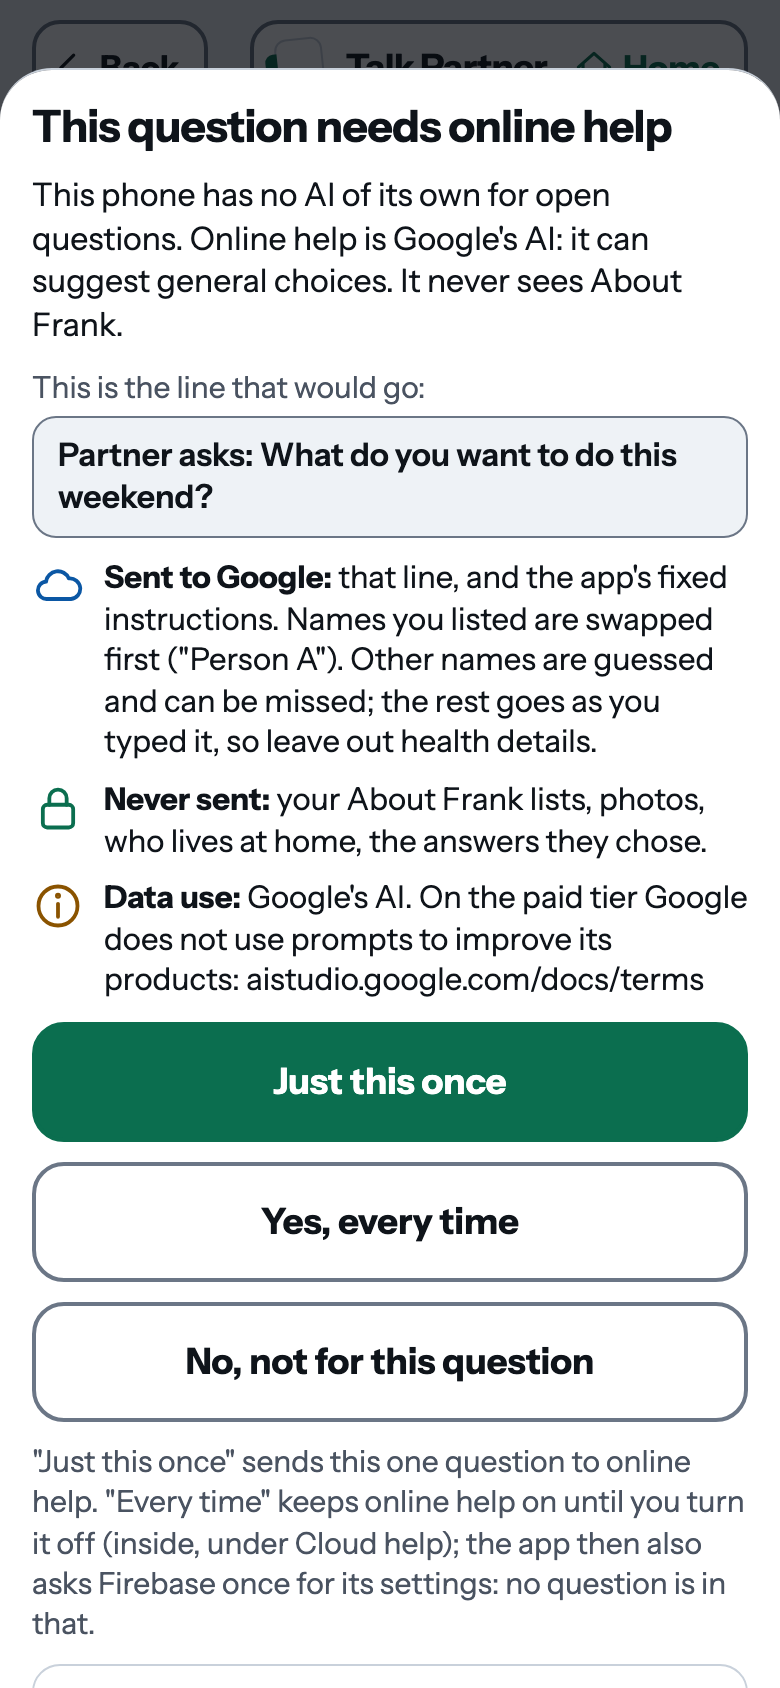 Back
Talk Partner
Home
This question needs online help
This phone has no AI of its own for open
questions. Online help is Google's AI: it can
suggest general choices. It never sees About
Frank.
This is the line that would go:
Partner asks: What do you want to do this
weekend?
Sent to Google: that line, and the app's fixed
instructions. Names you listed are swapped
first ("Person A"). Other names are guessed
and can be missed; the rest goes as you
typed it, so leave out health details.
Never sent: your About Frank lists, photos,
who lives at home, the answers they chose.
Data use: Google's AI. On the paid tier Google
does not use prompts to improve its
products: aistudio.google.com/docs/terms
Just this once
Yes, every time
No, not for this question
"Just this once" sends this one question to online
help. "Every time" keeps online help on until you turn
it off (inside, under Cloud help); the app then also
asks Firebase once for its settings: no question is in
that.